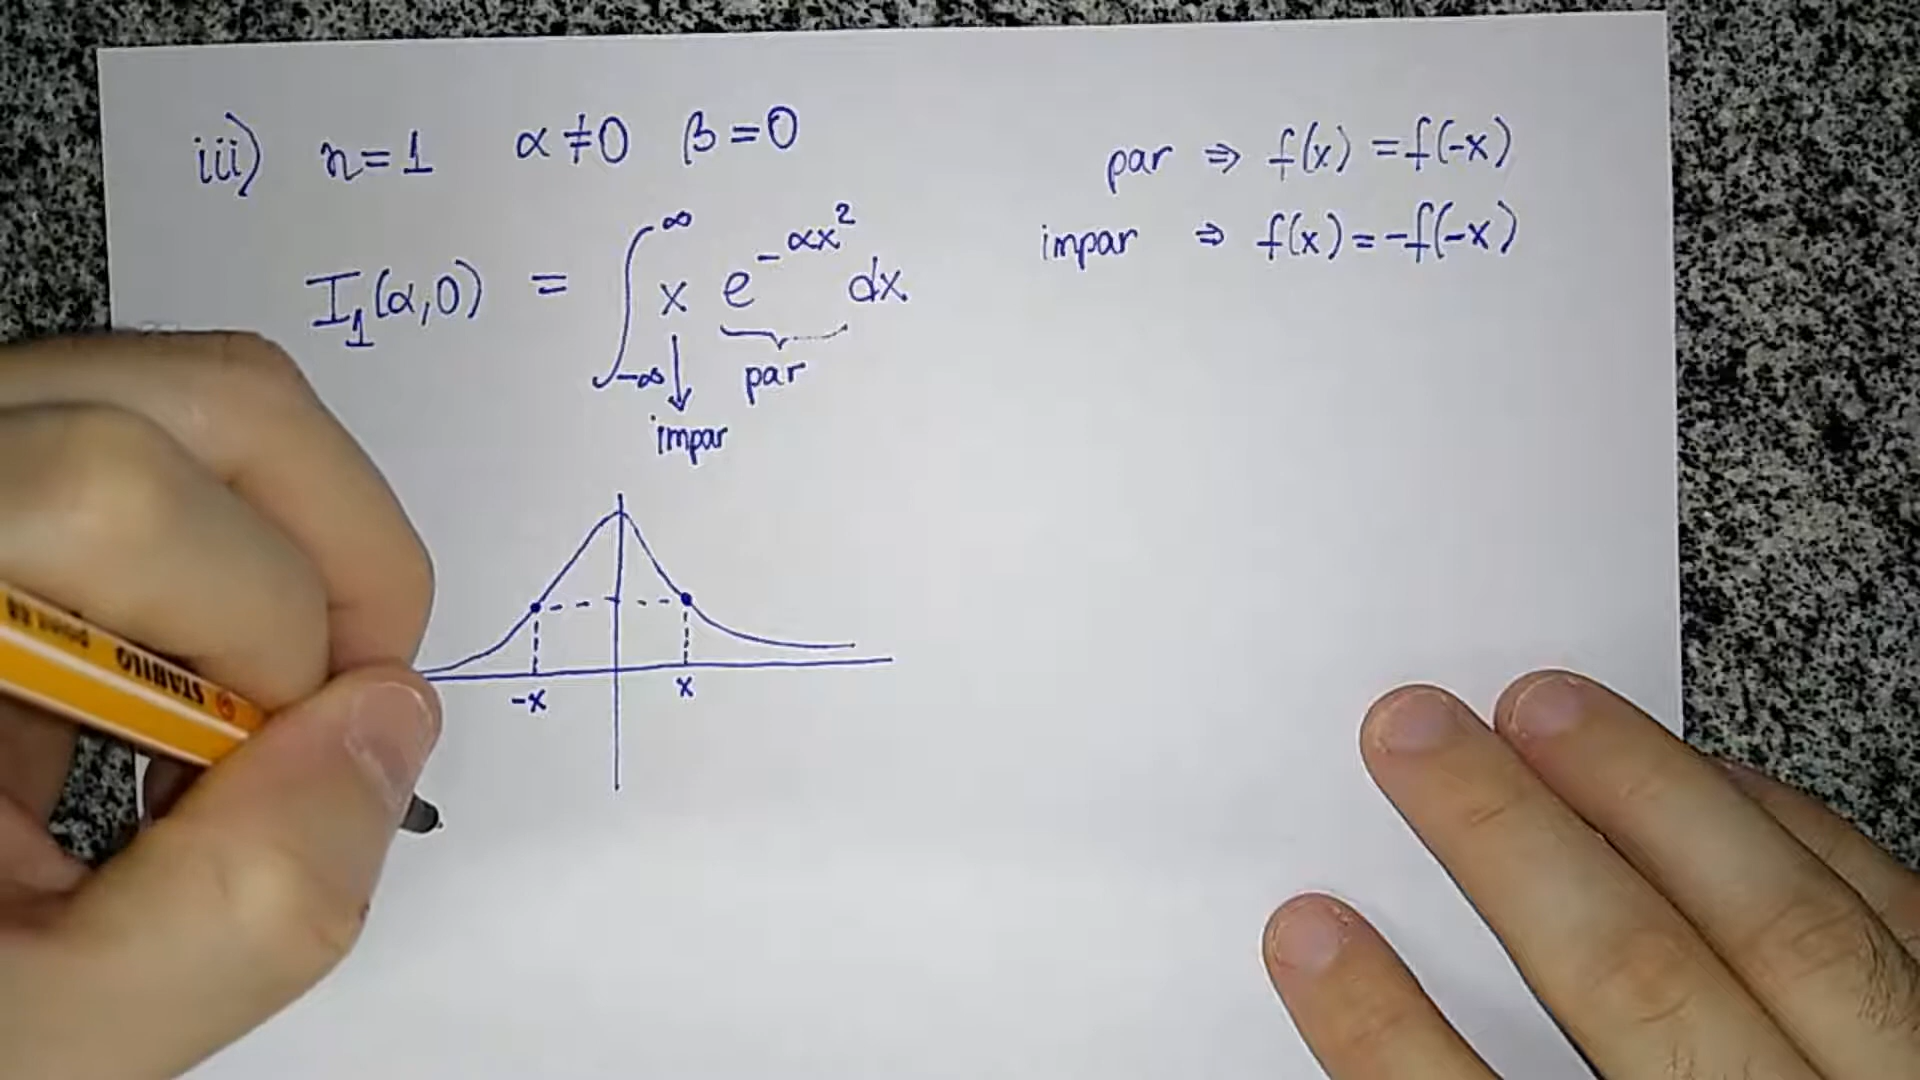 iii) n=1 α≠0 β=0
par ⇒ f(x) = f(-x)
impar ⇒ f(x) = -f(-x)
I₁(α,0) = ∫_{-∞}^{∞} x e^{-αx²} dx
par
impar
-x x
STABILO